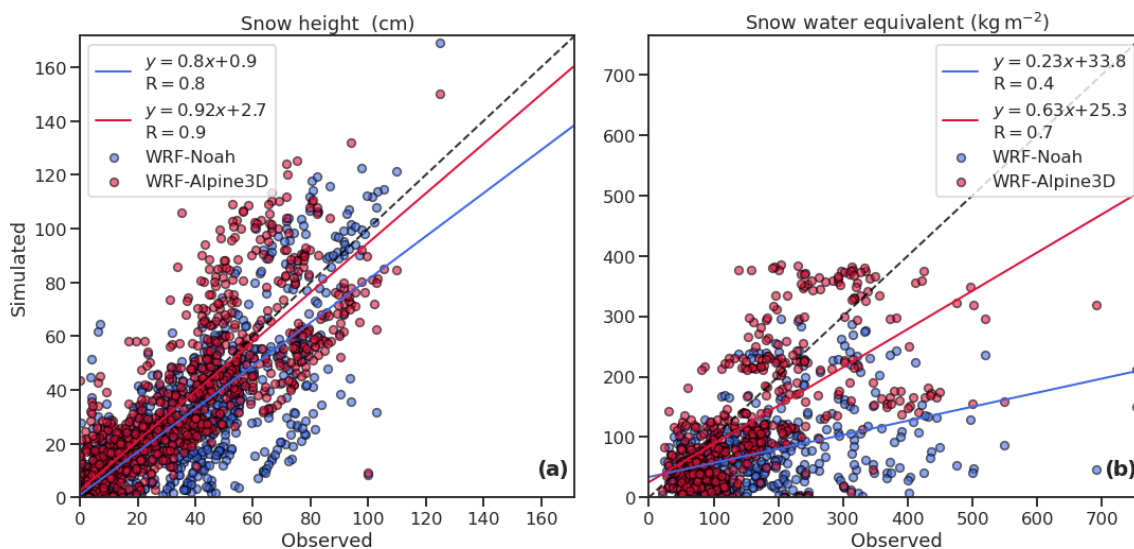 Snow height (cm)
160
140
120
100
80
60
40
20
0
Simulated
y = 0.8x+0.9
R = 0.8
y = 0.92x+2.7
R = 0.9
WRF-Noah
WRF-Alpine3D
(a)
0 20 40 60 80 100 120 140 160
Observed
Snow water equivalent (kg m⁻²)
700
600
500
400
300
200
100
0
y = 0.23x+33.8
R = 0.4
y = 0.63x+25.3
R = 0.7
WRF-Noah
WRF-Alpine3D
(b)
0 100 200 300 400 500 600 700
Observed